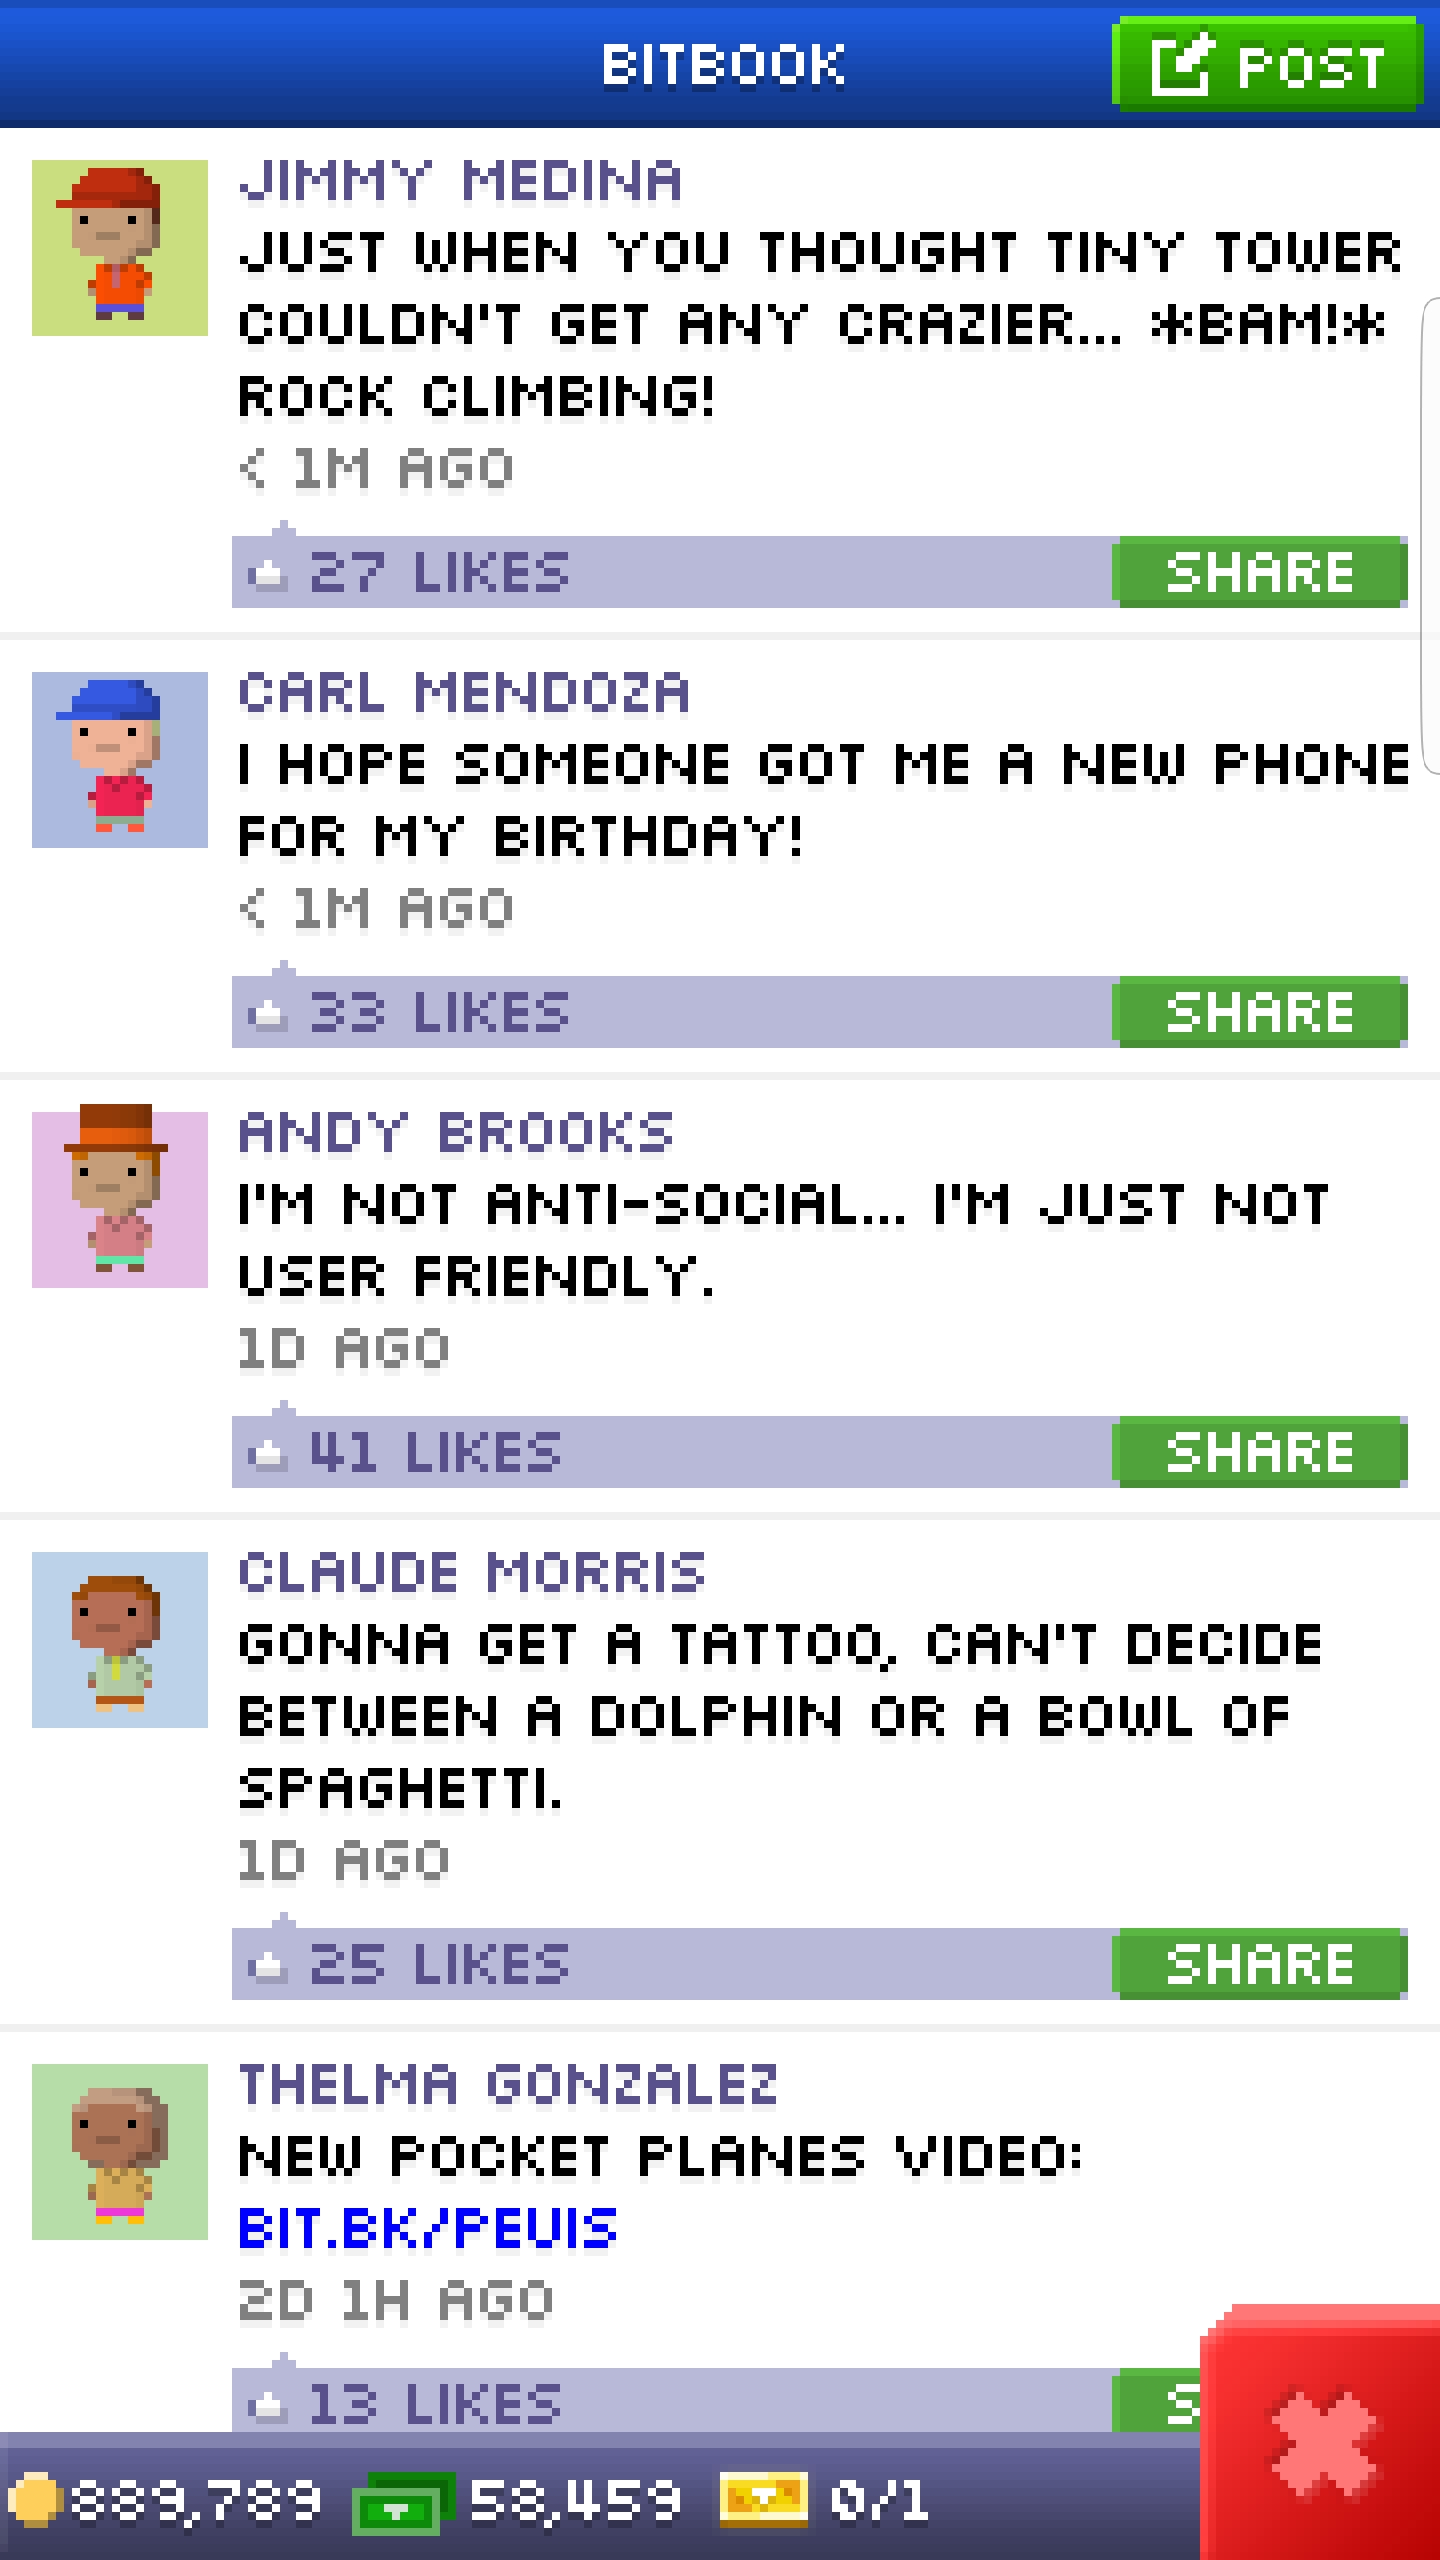 BITBOOK
POST
JIMMY MEDINA
JUST WHEN YOU THOUGHT TINY TOWER
COULDN'T GET ANY CRAZIER... *BAM!*
ROCK CLIMBING!
< 1M AGO
27 LIKES
SHARE
CARL MENDOZA
I HOPE SOMEONE GOT ME A NEW PHONE
FOR MY BIRTHDAY!
< 1M AGO
33 LIKES
SHARE
ANDY BROOKS
I'M NOT ANTI-SOCIAL... I'M JUST NOT
USER FRIENDLY.
1D AGO
41 LIKES
SHARE
CLAUDE MORRIS
GONNA GET A TATTOO, CAN'T DECIDE
BETWEEN A DOLPHIN OR A BOWL OF
SPAGHETTI.
1D AGO
25 LIKES
SHARE
THELMA GONZALEZ
NEW POCKET PLANES VIDEO:
BIT.BK/PEUIS
2D 1H AGO
13 LIKES
S
889,789
58,459
0/1